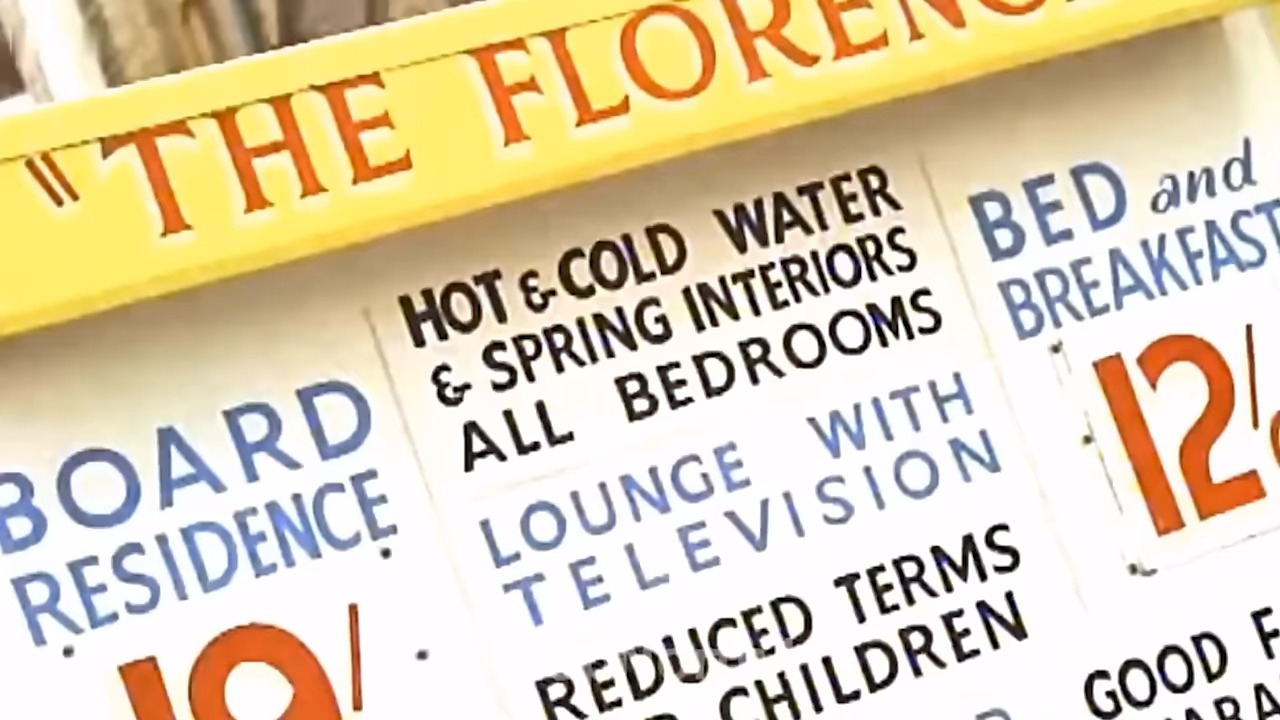 "THE FLOREN
BOARD
RESIDENCE
HOT & COLD WATER
& SPRING INTERIORS
ALL BEDROOMS
LOUNGE WITH
TELEVISION
REDUCED TERMS
CHILDREN
BED and
BREAKFAST
12/
GOOD